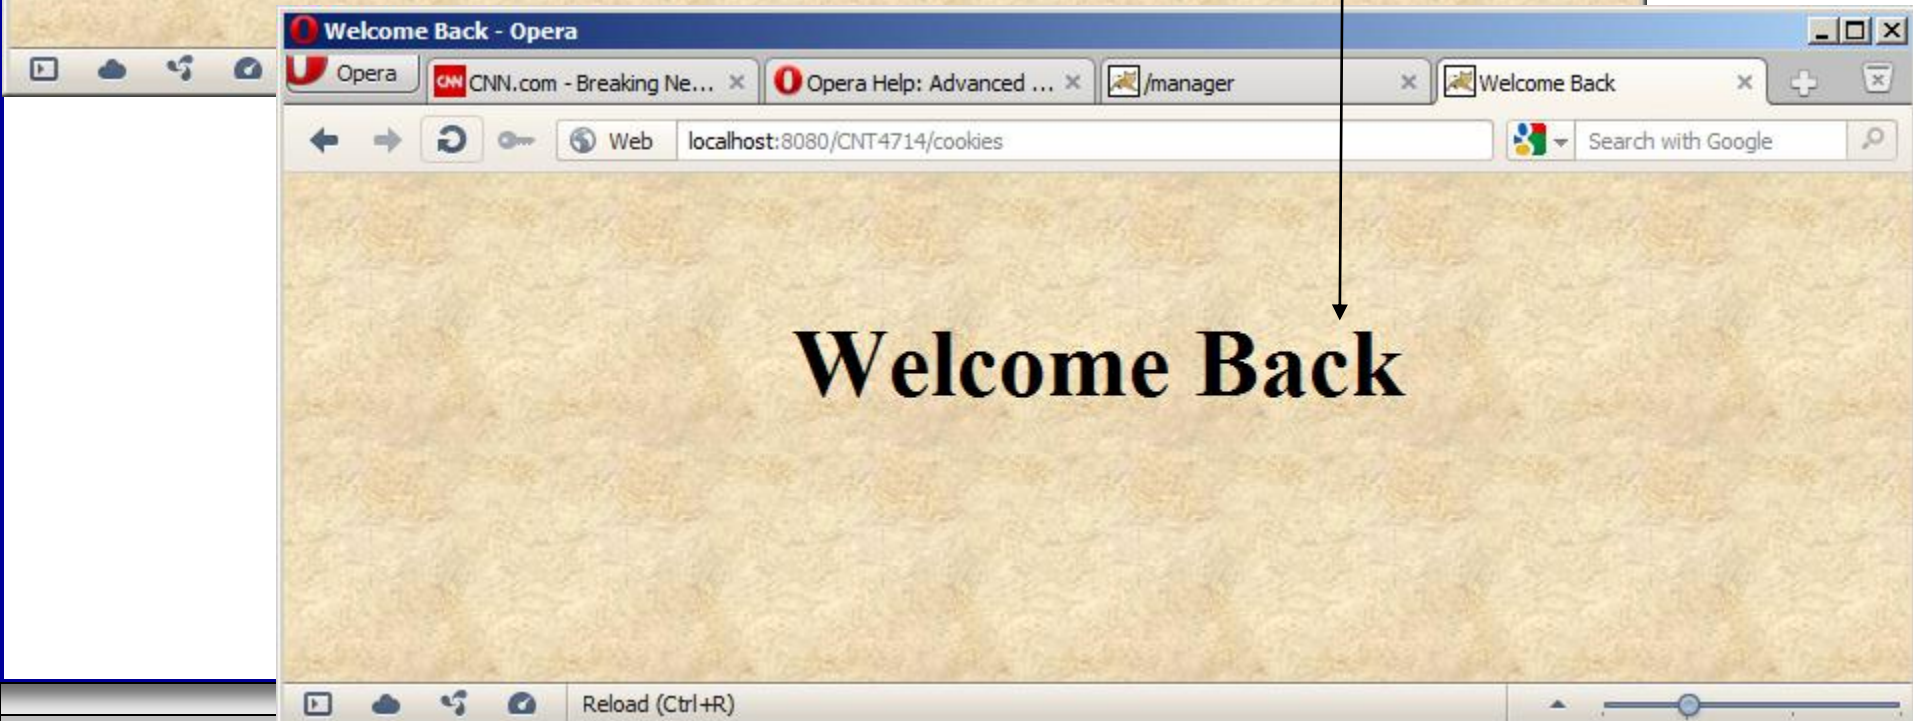 Welcome Back - Opera
Opera CNN CNN.com - Breaking Ne... Opera Help: Advanced ... /manager Welcome Back
Web localhost:8080/CNT4714/cookies Search with Google
Welcome Back
Reload (Ctrl+R)